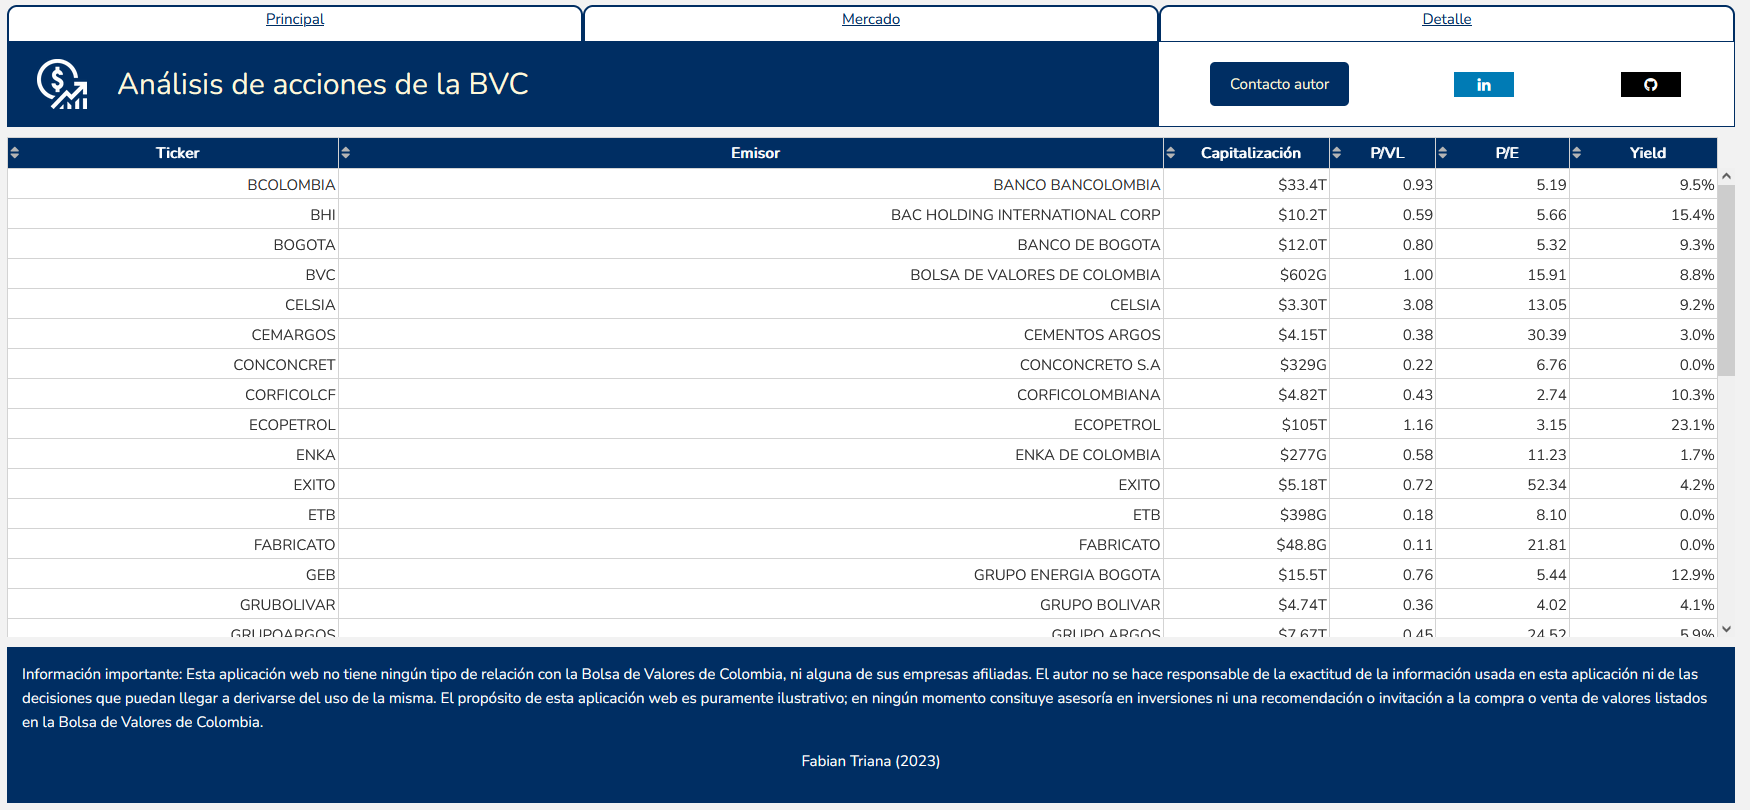 Principal Mercado Detalle
Análisis de acciones de la BVC Contacto autor in
Ticker Emisor Capitalización P/VL P/E Yield
BCOLOMBIA BANCO BANCOLOMBIA $33.4T 0.93 5.19 9.5%
BHI BAC HOLDING INTERNATIONAL CORP $10.2T 0.59 5.66 15.4%
BOGOTA BANCO DE BOGOTA $12.0T 0.80 5.32 9.3%
BVC BOLSA DE VALORES DE COLOMBIA $602G 1.00 15.91 8.8%
CELSIA CELSIA $3.30T 3.08 13.05 9.2%
CEMARGOS CEMENTOS ARGOS $4.15T 0.38 30.39 3.0%
CONCONCRET CONCONCRETO S.A $329G 0.22 6.76 0.0%
CORFICOLCF CORFICOLOMBIANA $4.82T 0.43 2.74 10.3%
ECOPETROL ECOPETROL $105T 1.16 3.15 23.1%
ENKA ENKA DE COLOMBIA $277G 0.58 11.23 1.7%
EXITO EXITO $5.18T 0.72 52.34 4.2%
ETB ETB $398G 0.18 8.10 0.0%
FABRICATO FABRICATO $48.8G 0.11 21.81 0.0%
GEB GRUPO ENERGIA BOGOTA $15.5T 0.76 5.44 12.9%
GRUBOLIVAR GRUPO BOLIVAR $4.74T 0.36 4.02 4.1%
GRUPOARGOS GRUPO ARGOS $7.67T 0.45 24.52 5.9%
Información importante: Esta aplicación web no tiene ningún tipo de relación con la Bolsa de Valores de Colombia, ni alguna de sus empresas afiliadas. El autor no se hace responsable de la exactitud de la información usada en esta aplicación ni de las
decisiones que puedan llegar a derivarse del uso de la misma. El propósito de esta aplicación web es puramente ilustrativo; en ningún momento consituye asesoría en inversiones ni una recomendación o invitación a la compra o venta de valores listados
en la Bolsa de Valores de Colombia.
Fabian Triana (2023)